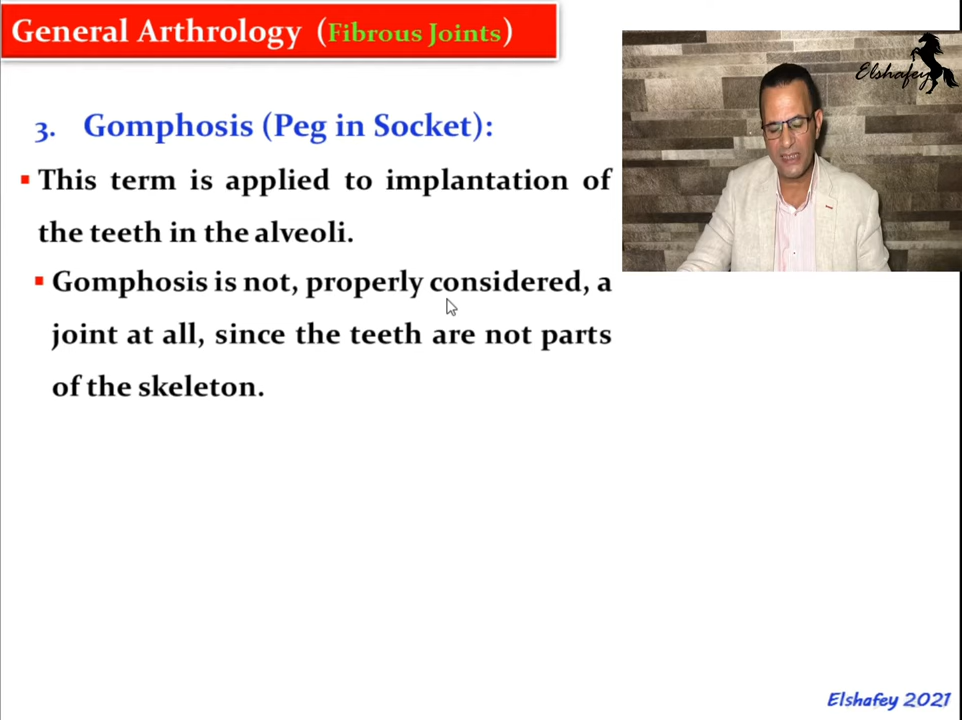 General Arthrology (Fibrous Joints)
Elshafey
3. Gomphosis (Peg in Socket):
▪ This term is applied to implantation of
the teeth in the alveoli.
▪ Gomphosis is not, properly considered, a
joint at all, since the teeth are not parts
of the skeleton.
Elshafey 2021